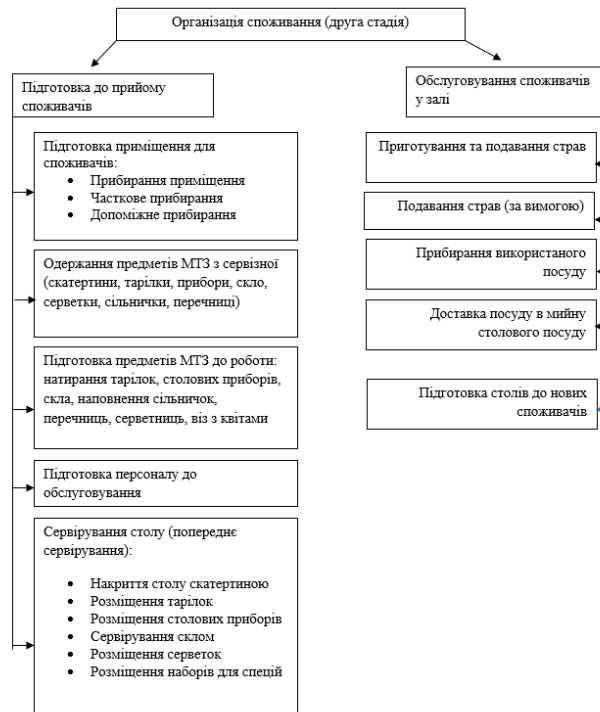 Організація споживання (друга стадія)
Підготовка до прийому
споживачів
Підготовка приміщення для
споживачів:
• Прибирання приміщення
• Часткове прибирання
• Допоміжне прибирання
Одержання предметів МТЗ з сервізної
(скатертини, тарілки, прибори, скло,
серветки, сільнички, перечниці)
Підготовка предметів МТЗ до роботи:
натирання тарілок, столових приборів,
скла, наповнення сільничок,
перечниць, серветниць, віз з квітами
Підготовка персоналу до
обслуговування
Сервірування столу (попереднє
сервірування):
• Накриття столу скатертиною
• Розміщення тарілок
• Розміщення столових приборів
• Сервірування склом
• Розміщення серветок
• Розміщення наборів для спецій
Обслуговування споживачів
у залі
Приготування та подавання страв
Подавання страв (за вимогою)
Прибирання використаного
посуду
Доставка посуду в мийну
столового посуду
Підготовка столів до нових
споживачів